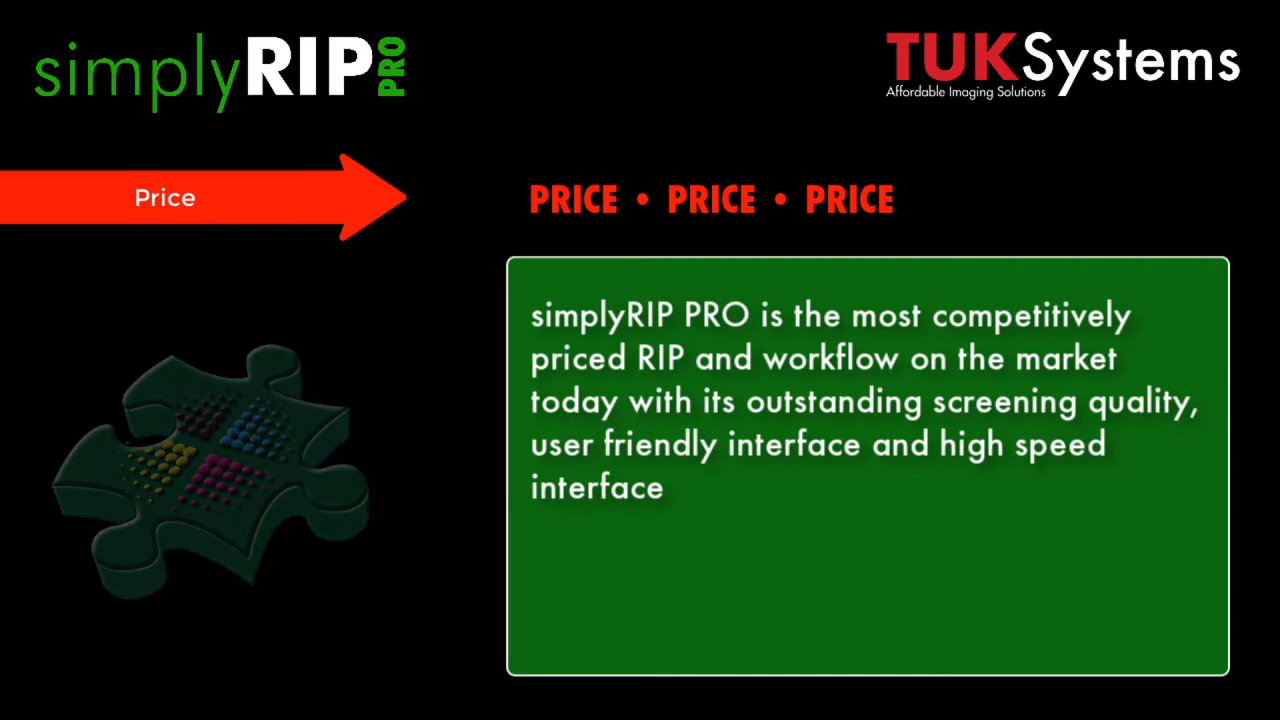 simplyRIP PRO
TUKSystems
Affordable Imaging Solutions
Price
PRICE • PRICE • PRICE
simplyRIP PRO is the most competitively
priced RIP and workflow on the market
today with its outstanding screening quality,
user friendly interface and high speed
interface